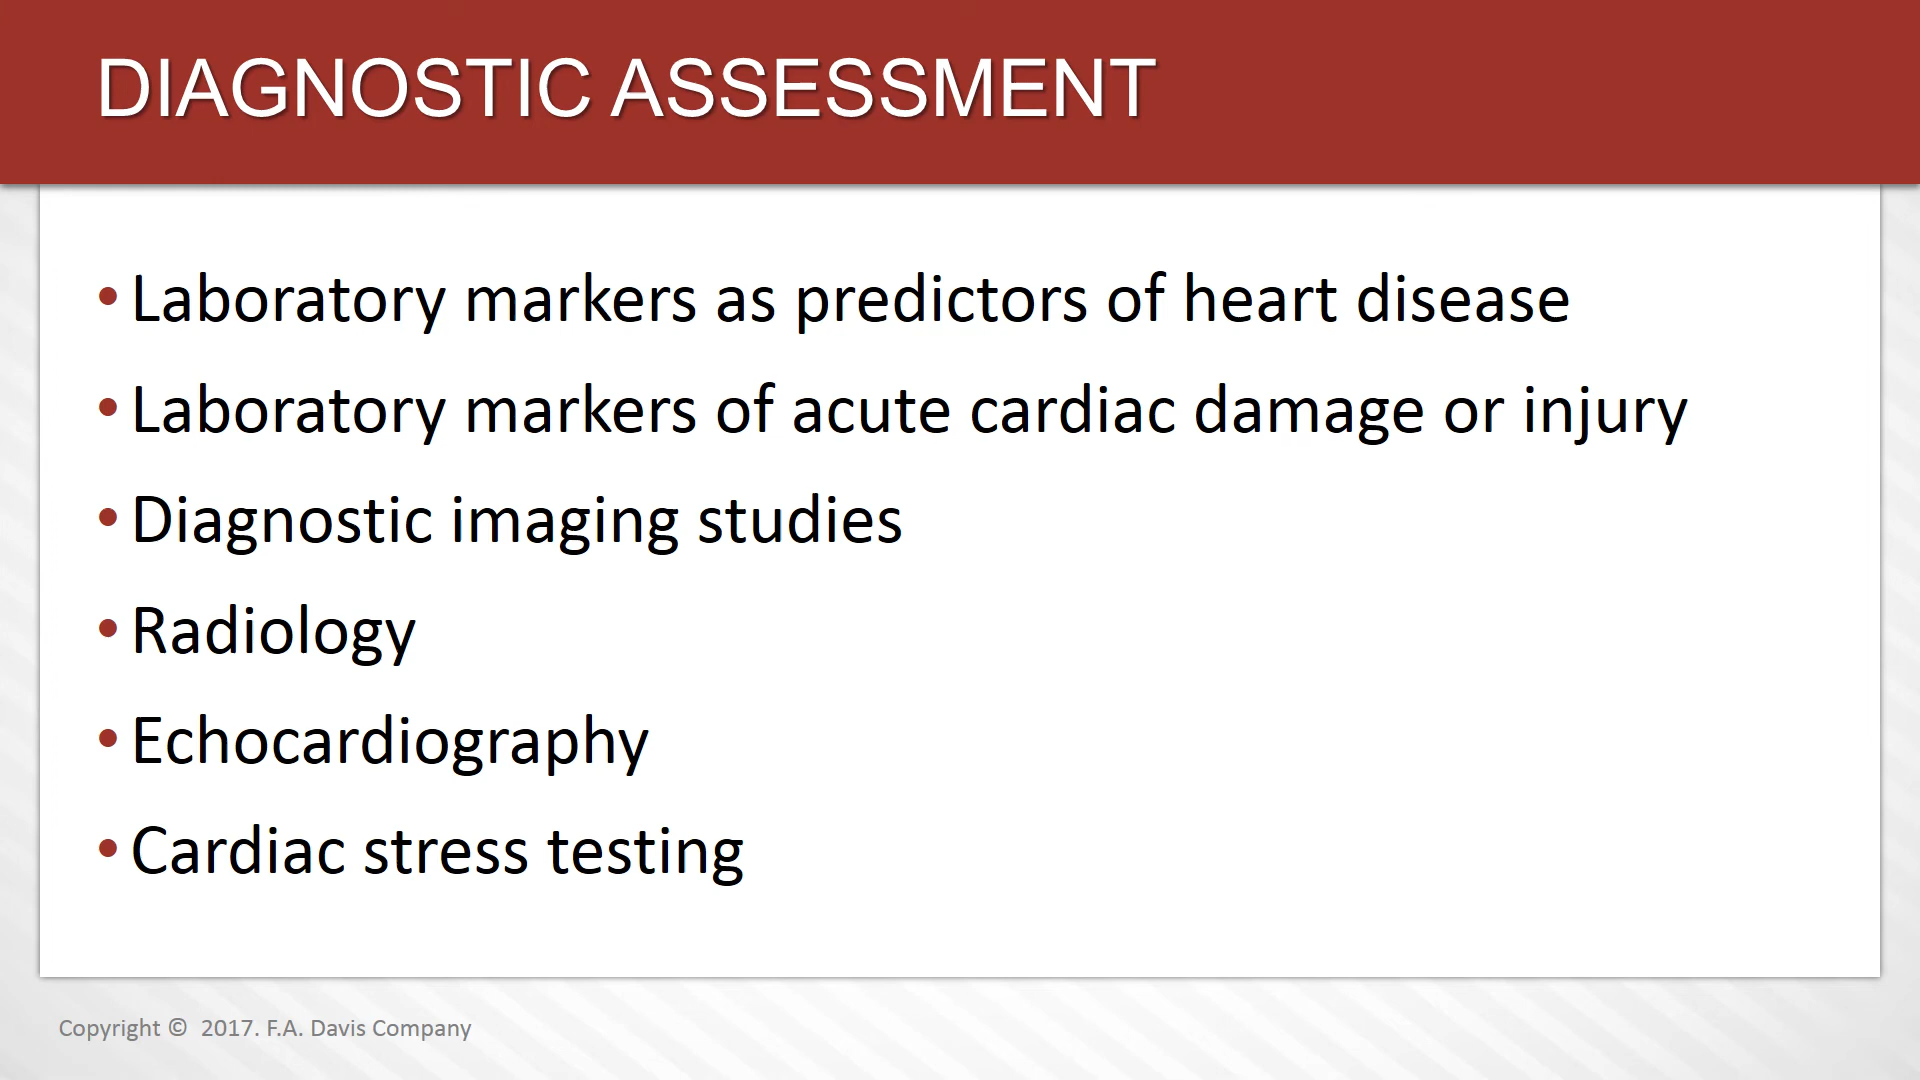 DIAGNOSTIC ASSESSMENT
• Laboratory markers as predictors of heart disease
• Laboratory markers of acute cardiac damage or injury
• Diagnostic imaging studies
• Radiology
• Echocardiography
• Cardiac stress testing
Copyright © 2017. F.A. Davis Company